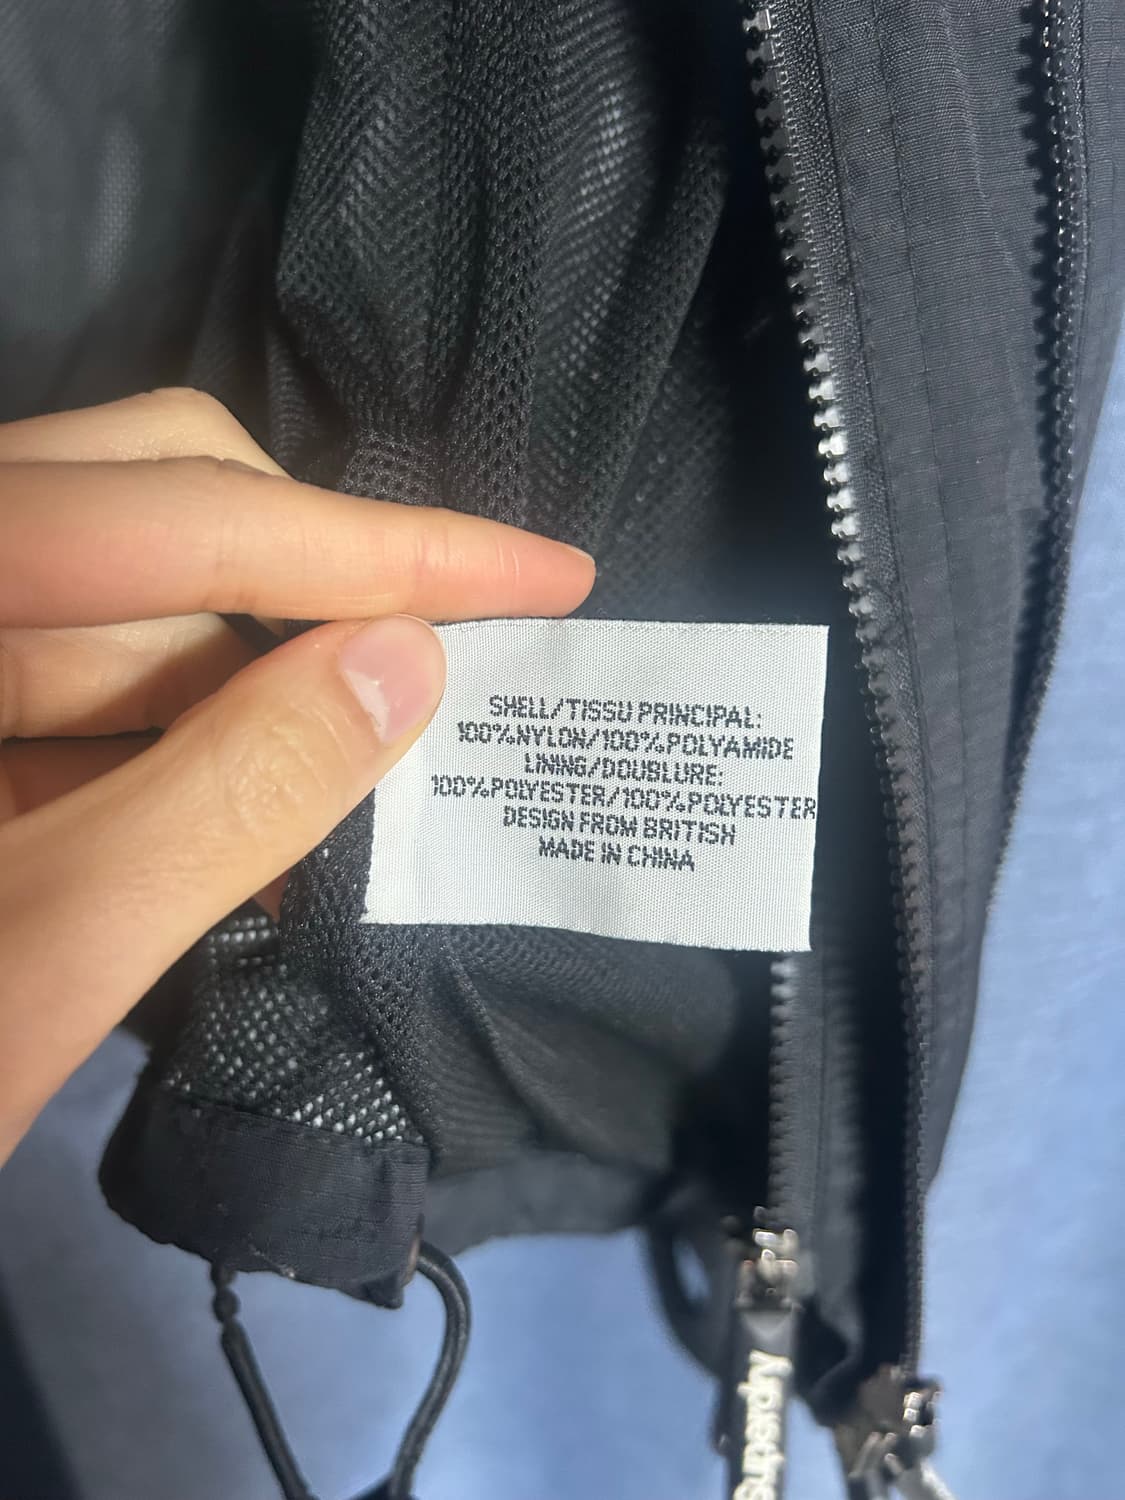 SHELL/TISSU PRINCIPAL:
100%NYLON/100%POLYAMIDE
LINING/DOUBLURE:
100%POLYESTER/100%POLYESTER
DESIGN FROM BRITISH
MADE IN CHINA
Superdry